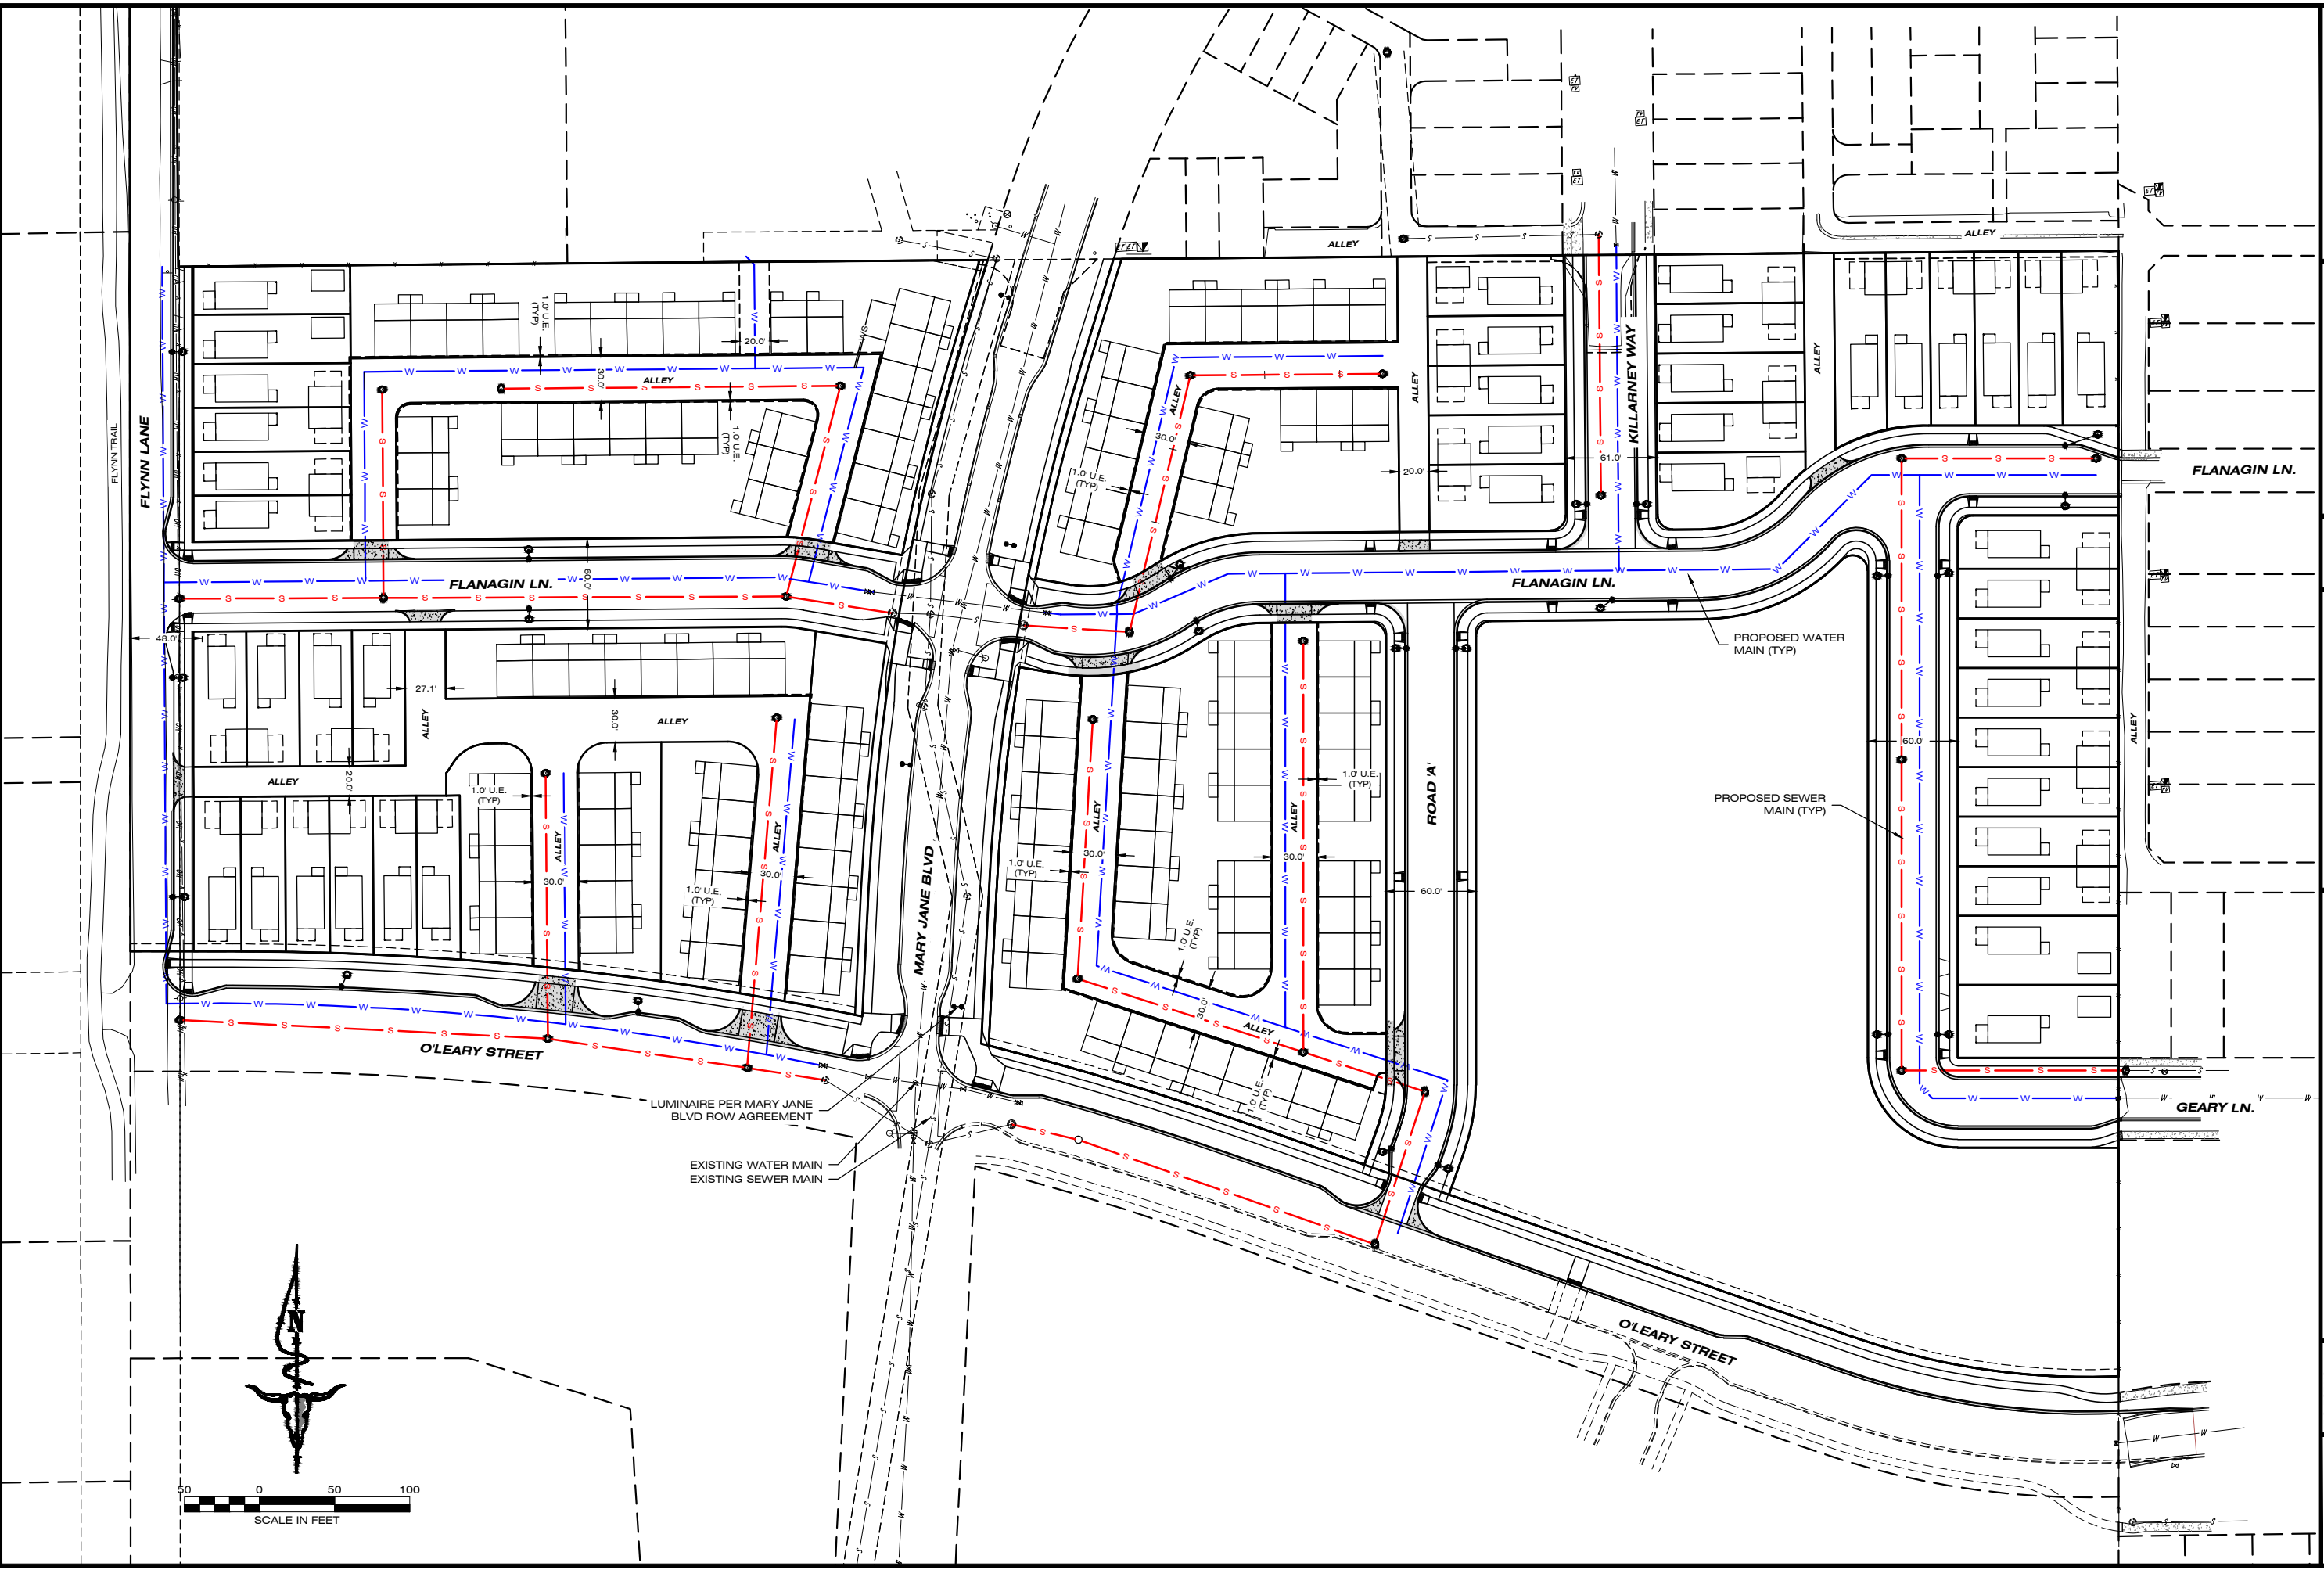 ALLEY
ALLEY
1.0' U.E.
(TYP)
20.0'
30.0'
ALLEY
1.0' U.E.
(TYP)
FLYNN TRAIL
FLYNN LANE
ALLEY
30.0'
1.0' U.E.
(TYP)
ALLEY
20.0'
61.0'
KILLARNEY WAY
ALLEY
FLANAGIN LN.
FLANAGIN LN.
60.0'
FLANAGIN LN.
48.0'
PROPOSED WATER
MAIN (TYP)
27.1'
ALLEY
30.0'
ALLEY
ALLEY
20.0'
1.0' U.E.
(TYP)
ALLEY
30.0'
ALLEY
30.0'
1.0' U.E.
(TYP)
MARY JANE BLVD
ALLEY
30.0'
1.0' U.E.
(TYP)
ALLEY
30.0'
1.0' U.E.
(TYP)
ROAD 'A'
60.0'
PROPOSED SEWER
MAIN (TYP)
60.0'
ALLEY
1.0' U.E.
(TYP)
30.0'
ALLEY
1.0' U.E.
(TYP)
O'LEARY STREET
LUMINAIRE PER MARY JANE
BLVD ROW AGREEMENT
GEARY LN.
EXISTING WATER MAIN
EXISTING SEWER MAIN
O'LEARY STREET
N
50 0 50 100
SCALE IN FEET